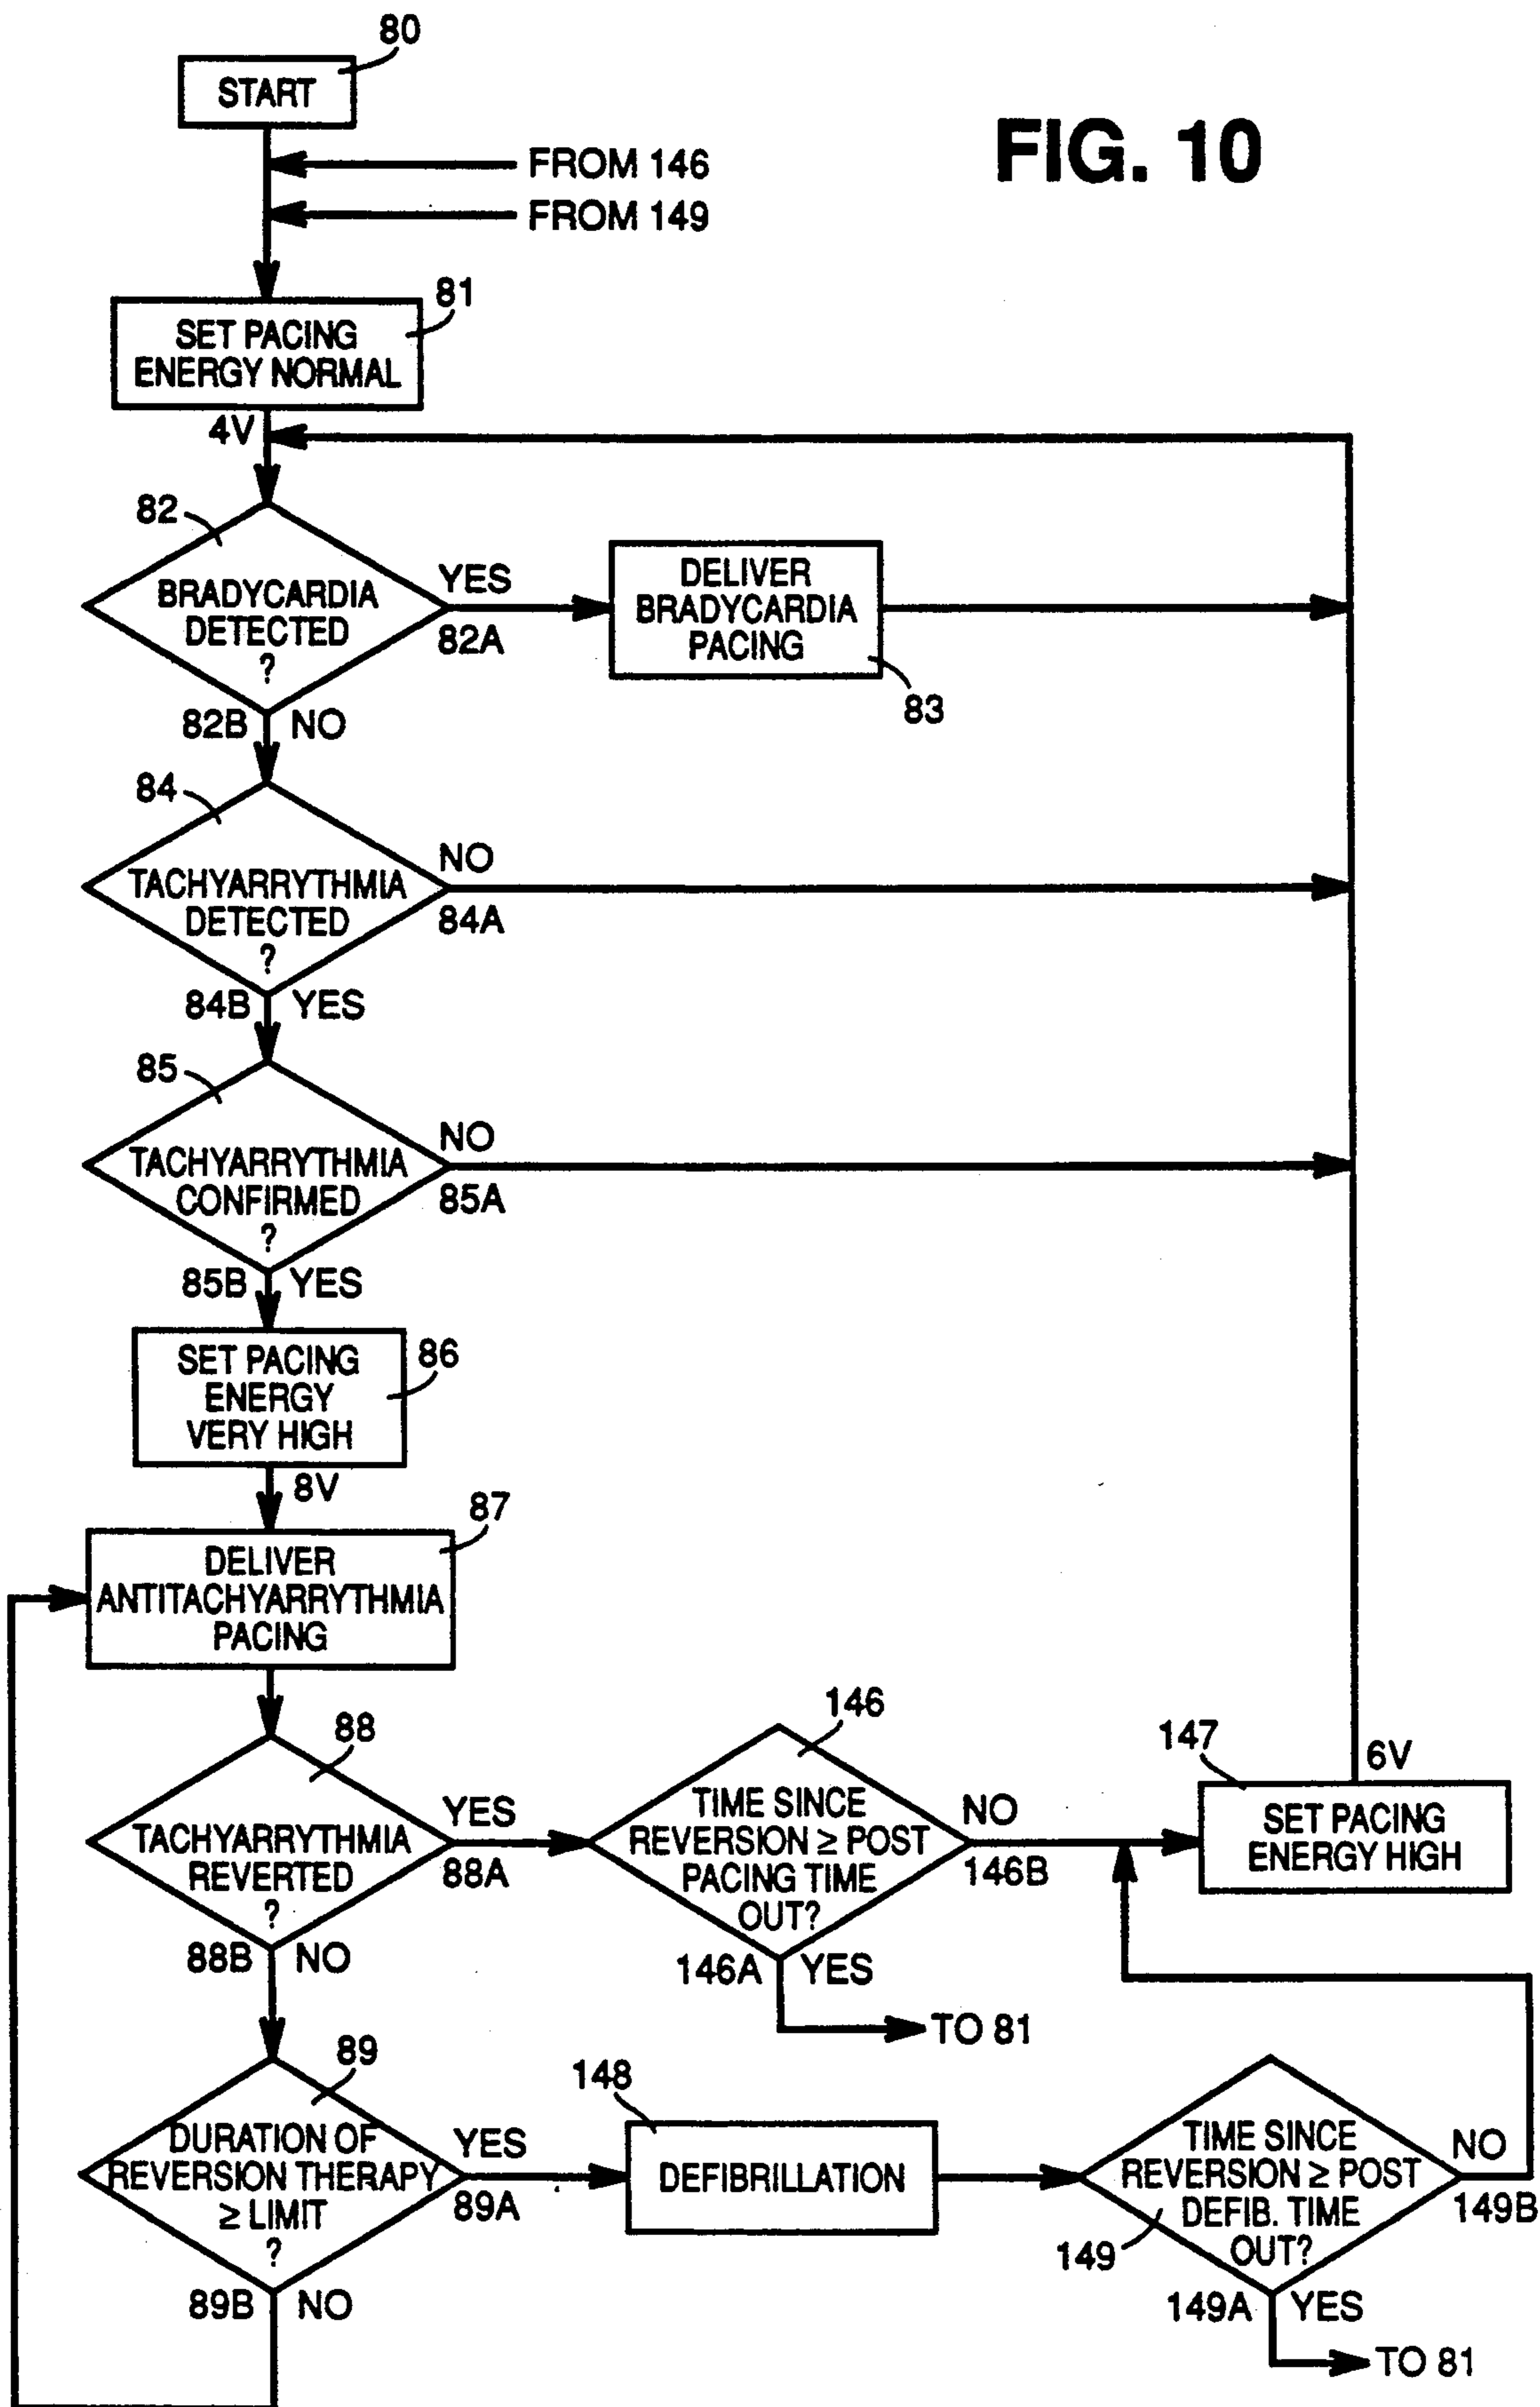 80
START
FIG. 10
FROM 146
FROM 149
81
SET PACING
ENERGY NORMAL
4V
82
BRADYCARDIA
DETECTED
?
YES
82A
DELIVER
BRADYCARDIA
PACING
83
82B NO
84
TACHYARRYTHMIA
DETECTED
?
NO
84A
84B YES
85
TACHYARRYTHMIA
CONFIRMED
?
NO
85A
85B YES
86
SET PACING
ENERGY
VERY HIGH
8V
87
DELIVER
ANTITACHYARRYTHMIA
PACING
88
TACHYARRYTHMIA
REVERTED
?
YES
88A
146
TIME SINCE
REVERSION ≥ POST
PACING TIME
OUT?
NO
146B
147
6V
SET PACING
ENERGY HIGH
88B NO
146A YES
TO 81
89
DURATION OF
REVERSION THERAPY
≥ LIMIT
?
YES
89A
148
DEFIBRILLATION
TIME SINCE
REVERSION ≥ POST
DEFIB. TIME
OUT?
149
NO
149B
89B NO
149A YES
TO 81